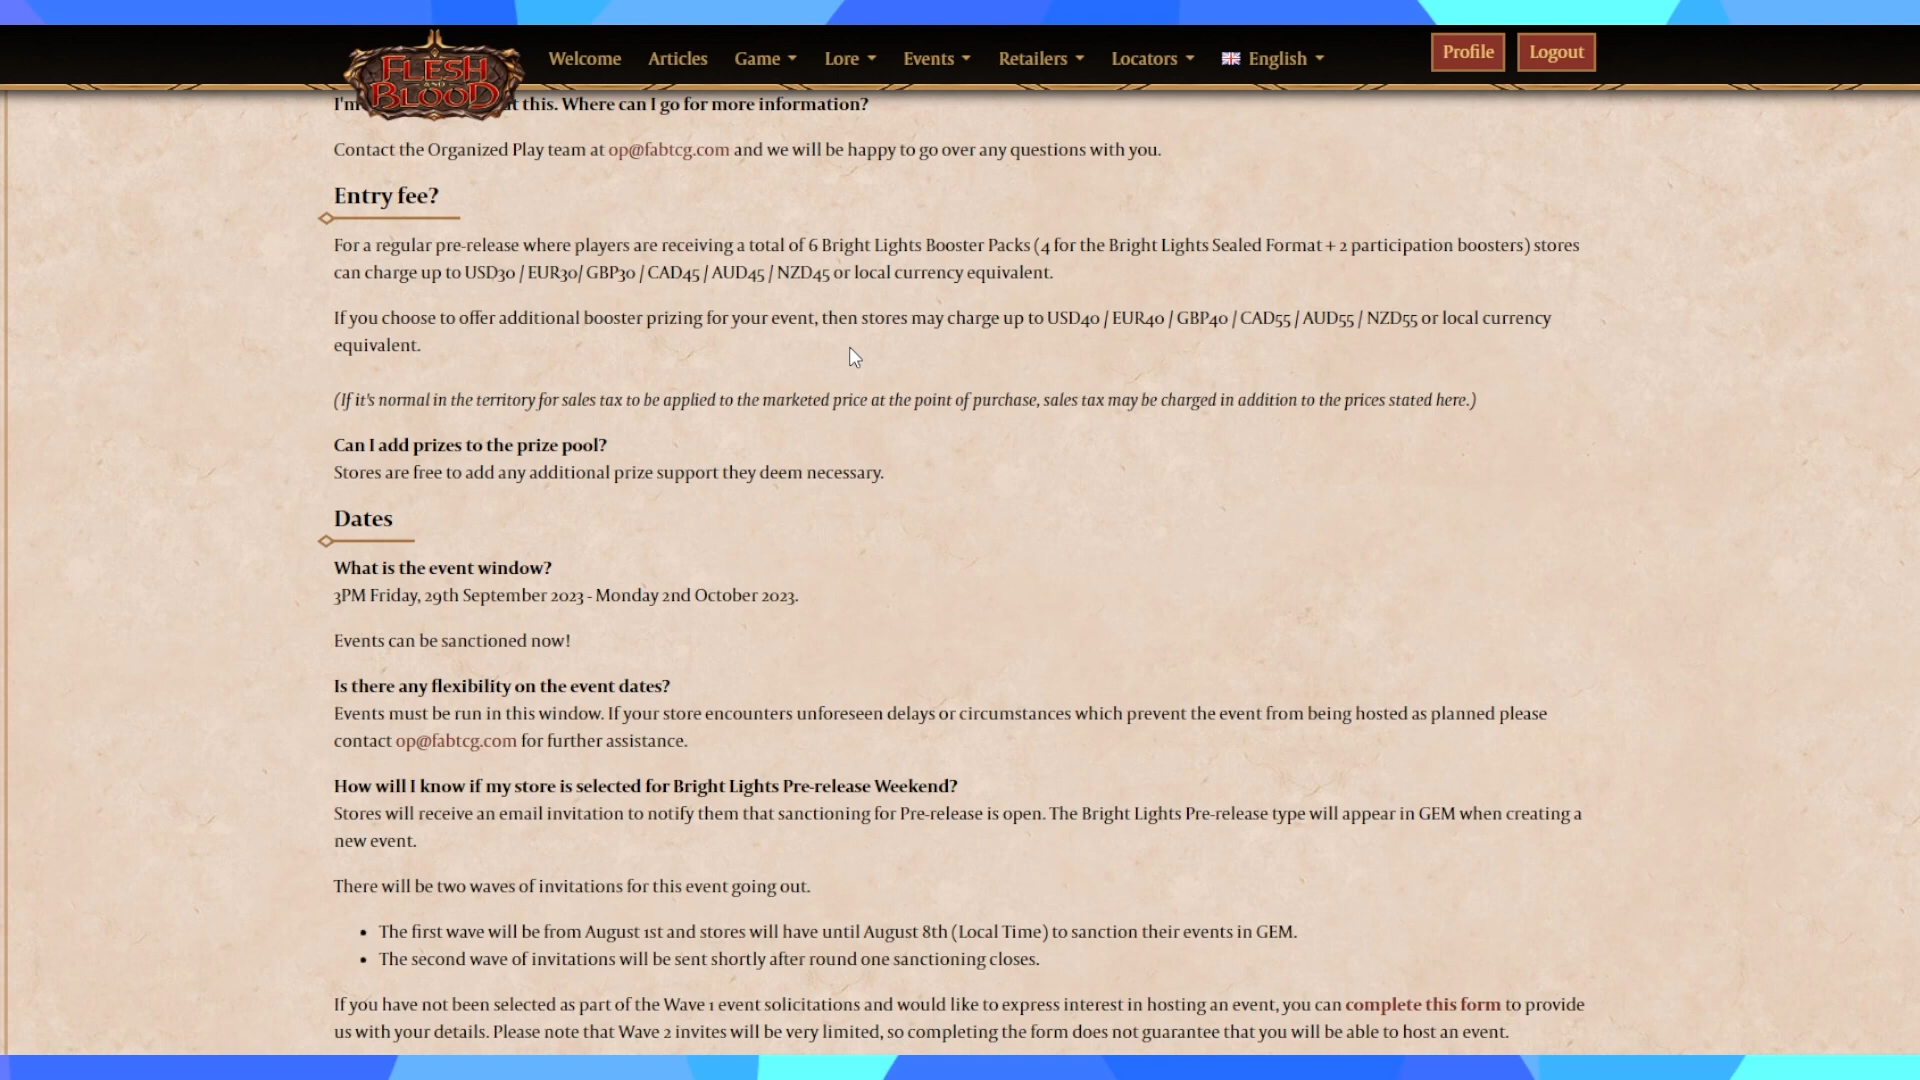 FLESH
AND
BLOOD
Welcome
Articles
Game
Lore
Events
Retailers
Locators
English
Profile
Logout
t this. Where can I go for more information?
Contact the Organized Play team at op@fabtcg.com and we will be happy to go over any questions with you.
Entry fee?
For a regular pre-release where players are receiving a total of 6 Bright Lights Booster Packs (4 for the Bright Lights Sealed Format + 2 participation boosters) stores
can charge up to USD30 / EUR30/ GBP30 / CAD45 / AUD45 / NZD45 or local currency equivalent.
If you choose to offer additional booster prizing for your event, then stores may charge up to USD40 / EUR40 / GBP40 / CAD55 / AUD55 / NZD55 or local currency
equivalent.
(If it's normal in the territory for sales tax to be applied to the marketed price at the point of purchase, sales tax may be charged in addition to the prices stated here.)
Can I add prizes to the prize pool?
Stores are free to add any additional prize support they deem necessary.
Dates
What is the event window?
3PM Friday, 29th September 2023 - Monday 2nd October 2023.
Events can be sanctioned now!
Is there any flexibility on the event dates?
Events must be run in this window. If your store encounters unforeseen delays or circumstances which prevent the event from being hosted as planned please
contact op@fabtcg.com for further assistance.
How will I know if my store is selected for Bright Lights Pre-release Weekend?
Stores will receive an email invitation to notify them that sanctioning for Pre-release is open. The Bright Lights Pre-release type will appear in GEM when creating a
new event.
There will be two waves of invitations for this event going out.
• The first wave will be from August 1st and stores will have until August 8th (Local Time) to sanction their events in GEM.
• The second wave of invitations will be sent shortly after round one sanctioning closes.
If you have not been selected as part of the Wave 1 event solicitations and would like to express interest in hosting an event, you can complete this form to provide
us with your details. Please note that Wave 2 invites will be very limited, so completing the form does not guarantee that you will be able to host an event.